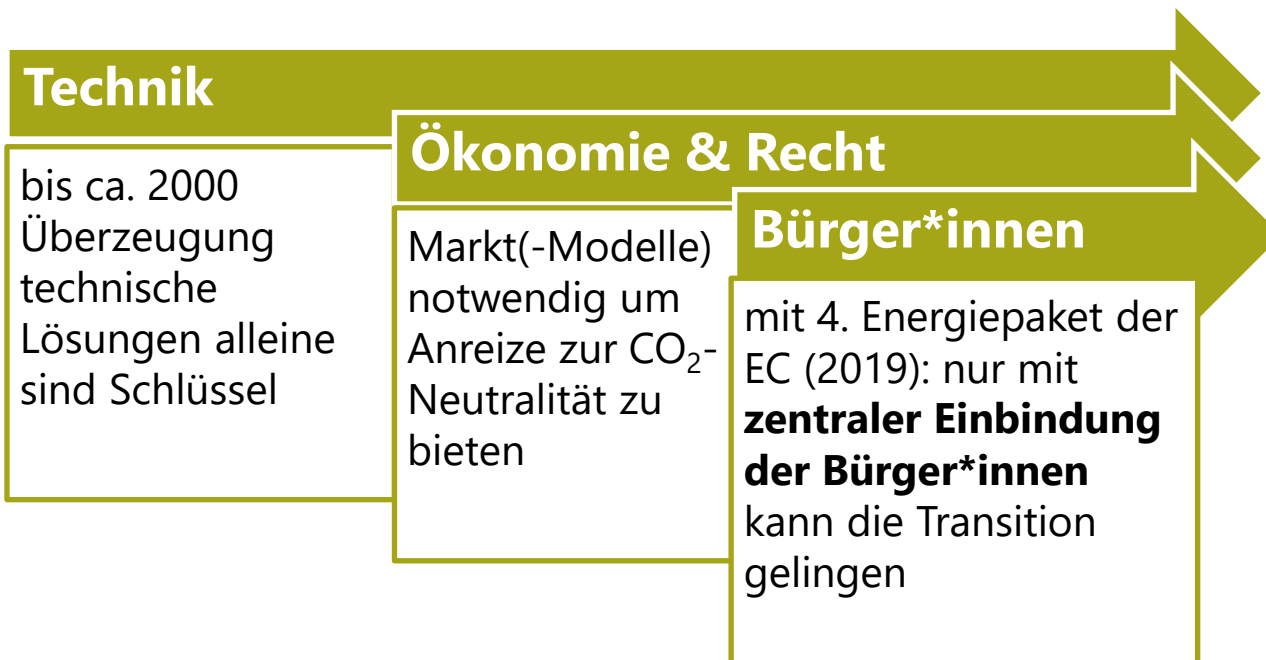 Technik
bis ca. 2000
Überzeugung
technische
Lösungen alleine
sind Schlüssel
Ökonomie & Recht
Markt(-Modelle)
notwendig um
Anreize zur CO₂-
Neutralität zu
bieten
Bürger*innen
mit 4. Energiepaket der
EC (2019): nur mit
zentraler Einbindung
der Bürger*innen
kann die Transition
gelingen